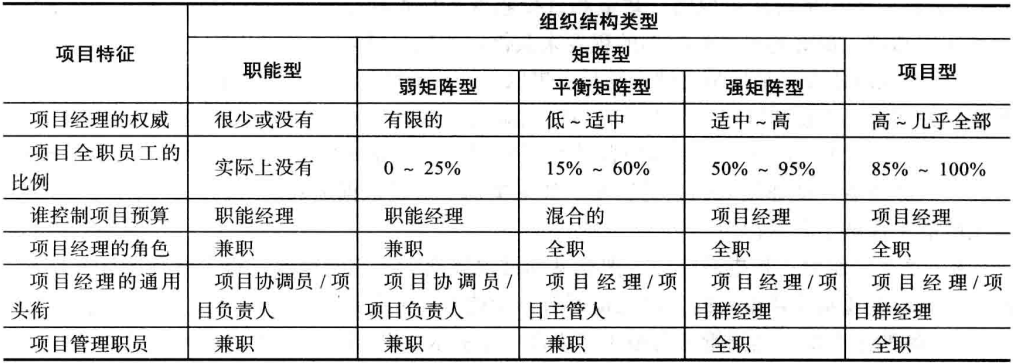 项目特征
组织结构类型
职能型
矩阵型
项目型
弱矩阵型 平衡矩阵型 强矩阵型
项目经理的权威 很少或没有 有限的 低~适中 适中~高 高~几乎全部
项目全职员工的
比例 实际上没有 0 ~ 25% 15% ~ 60% 50% ~ 95% 85% ~ 100%
谁控制项目预算 职能经理 职能经理 混合的 项目经理 项目经理
项目经理的角色 兼职 兼职 全职 全职 全职
项目经理的通用 项目协调员/项 项目协调员/ 项目经理/项 项目经理/项 项目经理/项
头衔 目负责人 项目负责人 目主管人 目群经理 目群经理
项目管理职员 兼职 兼职 兼职 全职 全职